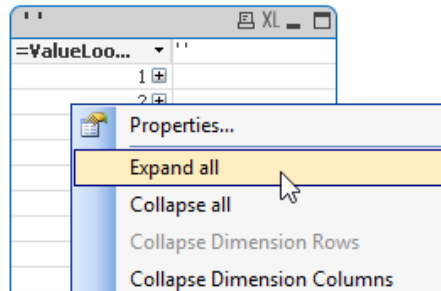 ' '
XL
=ValueLoo... ' '
1
2
Properties...
Expand all
Collapse all
Collapse Dimension Rows
Collapse Dimension Columns